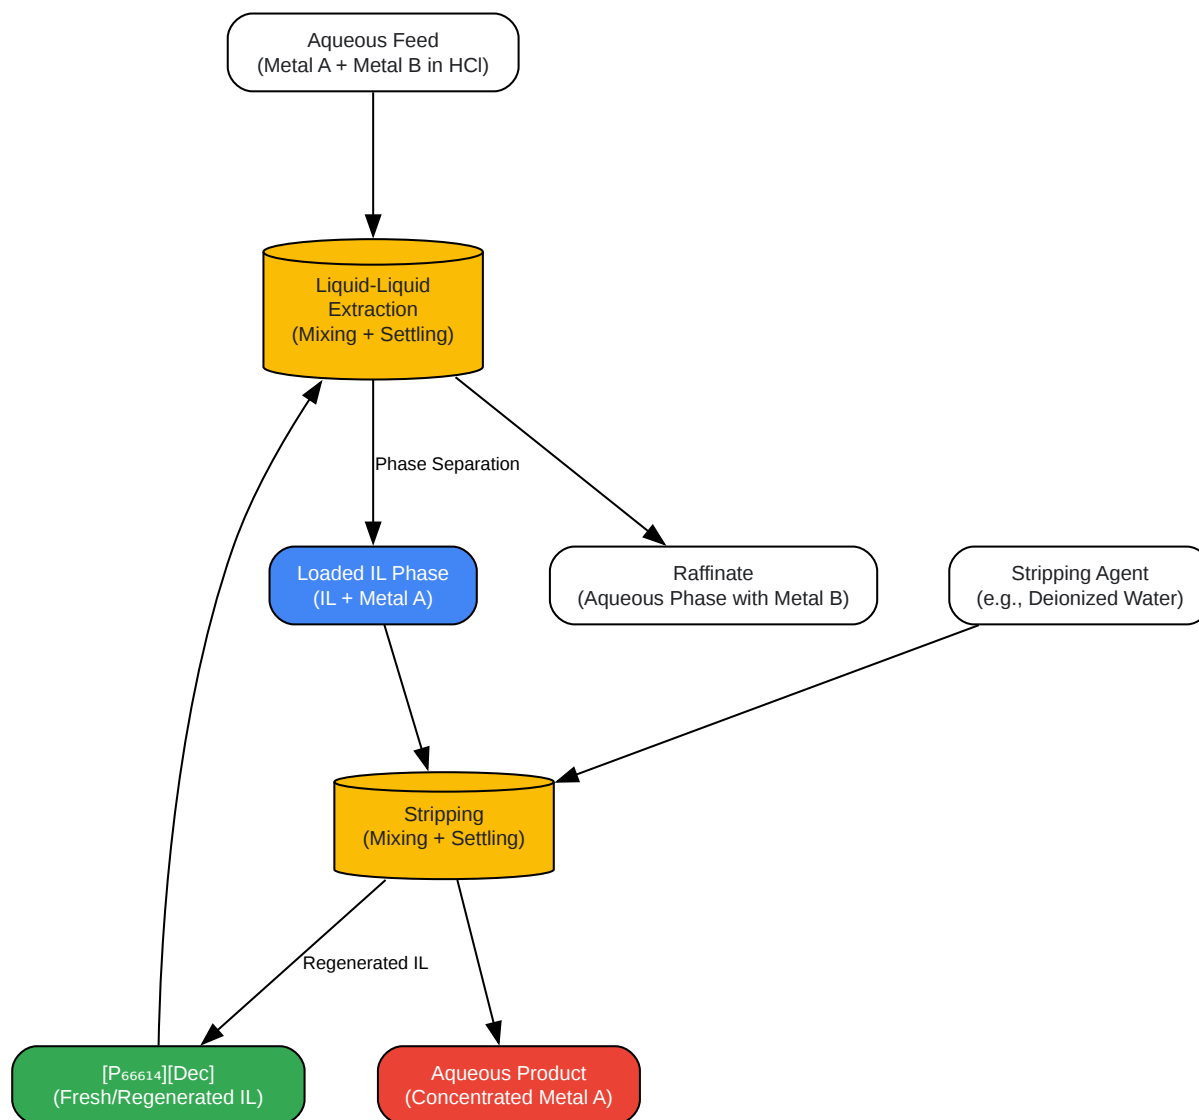 Aqueous Feed
(Metal A + Metal B in HCl)
Liquid-Liquid
Extraction
(Mixing + Settling)
Phase Separation
Loaded IL Phase
(IL + Metal A)
Raffinate
(Aqueous Phase with Metal B)
Stripping Agent
(e.g., Deionized Water)
Stripping
(Mixing + Settling)
Regenerated IL
[P₆₆₆₁₄][Dec]
(Fresh/Regenerated IL)
Aqueous Product
(Concentrated Metal A)